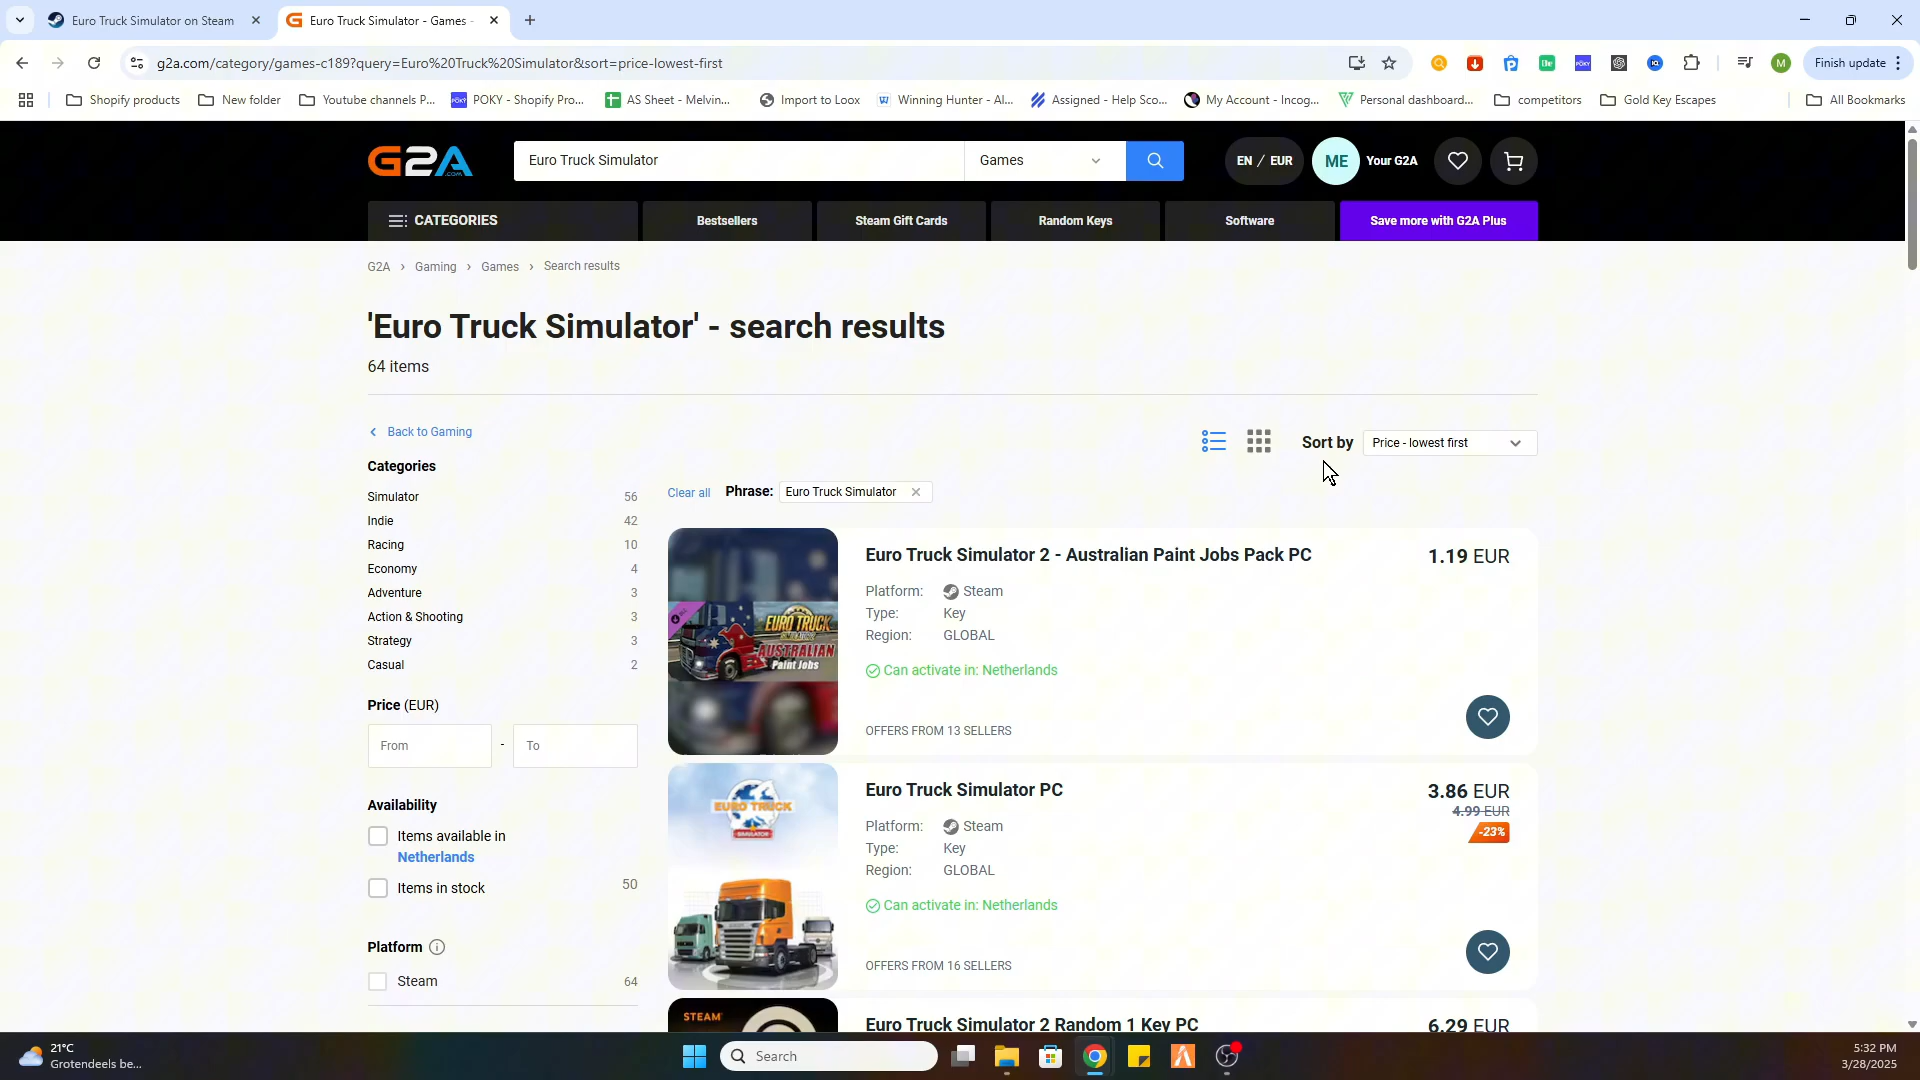 Euro Truck Simulator on Steam
Euro Truck Simulator - Games -
g2a.com/category/games-c189?query=Euro%20Truck%20Simulator&sort=price-lowest-first
Finish update
Shopify products
New folder
Youtube channels P...
POKY - Shopify Pro...
AS Sheet - Melvin...
Import to Loox
Winning Hunter - AI...
Assigned - Help Sco...
My Account - Incog...
Personal dashboard...
competitors
Gold Key Escapes
All Bookmarks
G2A.COM
Euro Truck Simulator
Games
EN / EUR
ME
Your G2A
CATEGORIES
Bestsellers
Steam Gift Cards
Random Keys
Software
Save more with G2A Plus
G2A > Gaming > Games > Search results
'Euro Truck Simulator' - search results
64 items
Back to Gaming
Sort by
Price - lowest first
Categories
Simulator 56
Indie 42
Racing 10
Economy 4
Adventure 3
Action & Shooting 3
Strategy 3
Casual 2
Price (EUR)
From - To
Availability
Items available in
Netherlands
Items in stock 50
Platform
Steam 64
Clear all Phrase: Euro Truck Simulator
EURO TRUCK
AUSTRALIAN
Paint Jobs
Euro Truck Simulator 2 - Australian Paint Jobs Pack PC
1.19 EUR
Platform: Steam
Type: Key
Region: GLOBAL
Can activate in: Netherlands
OFFERS FROM 13 SELLERS
EURO TRUCK
SIMULATOR
Euro Truck Simulator PC
3.86 EUR
4.99 EUR
-23%
Platform: Steam
Type: Key
Region: GLOBAL
Can activate in: Netherlands
OFFERS FROM 16 SELLERS
STEAM
Euro Truck Simulator 2 Random 1 Key PC
6.29 EUR
21°C
Grotendeels be...
Search
5:32 PM
3/28/2025